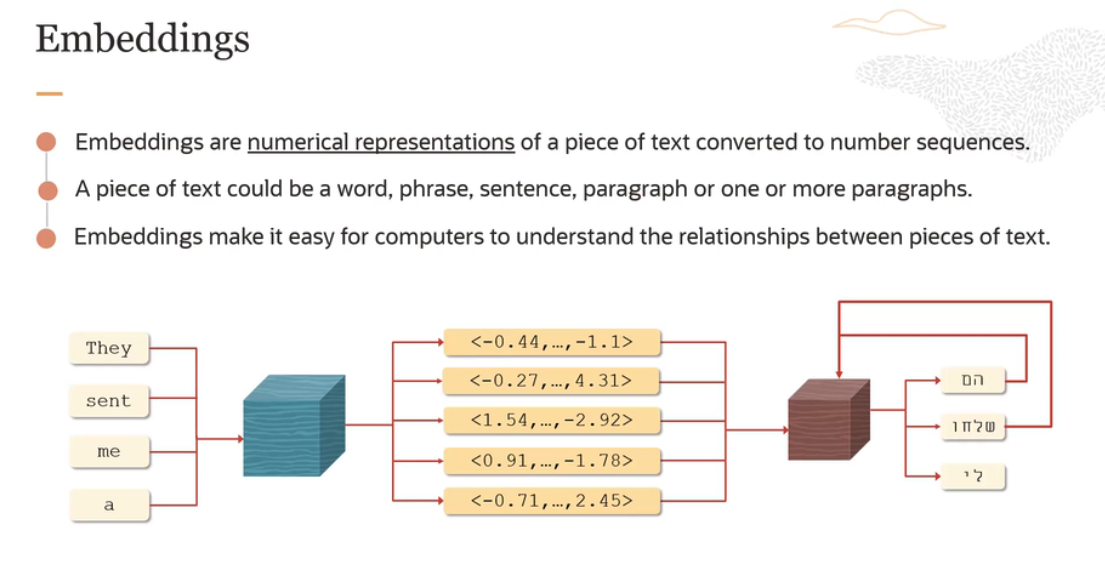 Embeddings
Embeddings are numerical representations of a piece of text converted to number sequences.
A piece of text could be a word, phrase, sentence, paragraph or one or more paragraphs.
Embeddings make it easy for computers to understand the relationships between pieces of text.
They
sent
me
a
<-0.44,…,-1.1>
<-0.27,…,4.31>
<1.54,…,-2.92>
<0.91,…,-1.78>
<-0.71,…,2.45>
הם
שלחו
לי